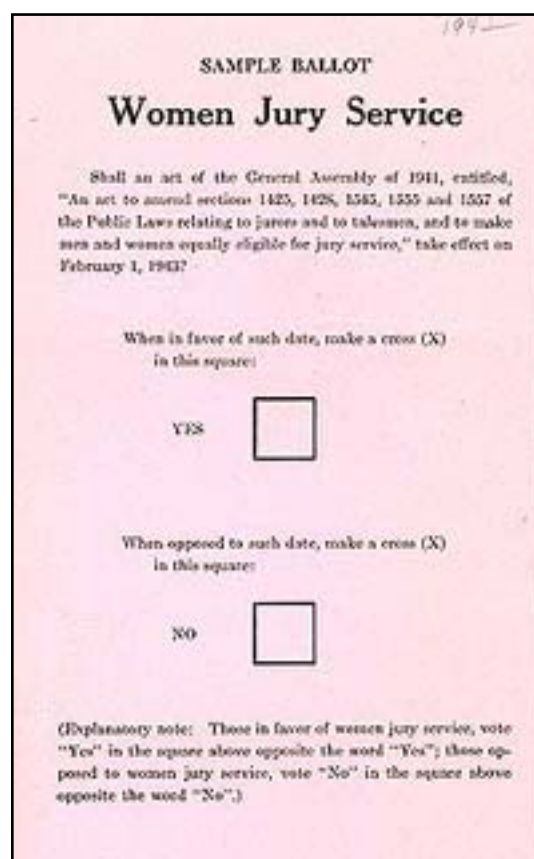 194
SAMPLE BALLOT
Women Jury Service
Shall an act of the General Assembly of 1941, entitled,
"An act to amend sections 1425, 1428, 1555 and 1557 of
the Public Laws relating to jurors and to talesmen, and to make
men and women equally eligible for jury service," take effect on
February 1, 1943?
When in favor of such date, make a cross (X)
in this square:
YES
When opposed to such date, make a cross (X)
in this square:
NO
(Explanatory note: Those in favor of women jury service, vote
"Yes" in the square above opposite the word "Yes"; those op-
posed to women jury service, vote "No" in the square above
opposite the word "No".)